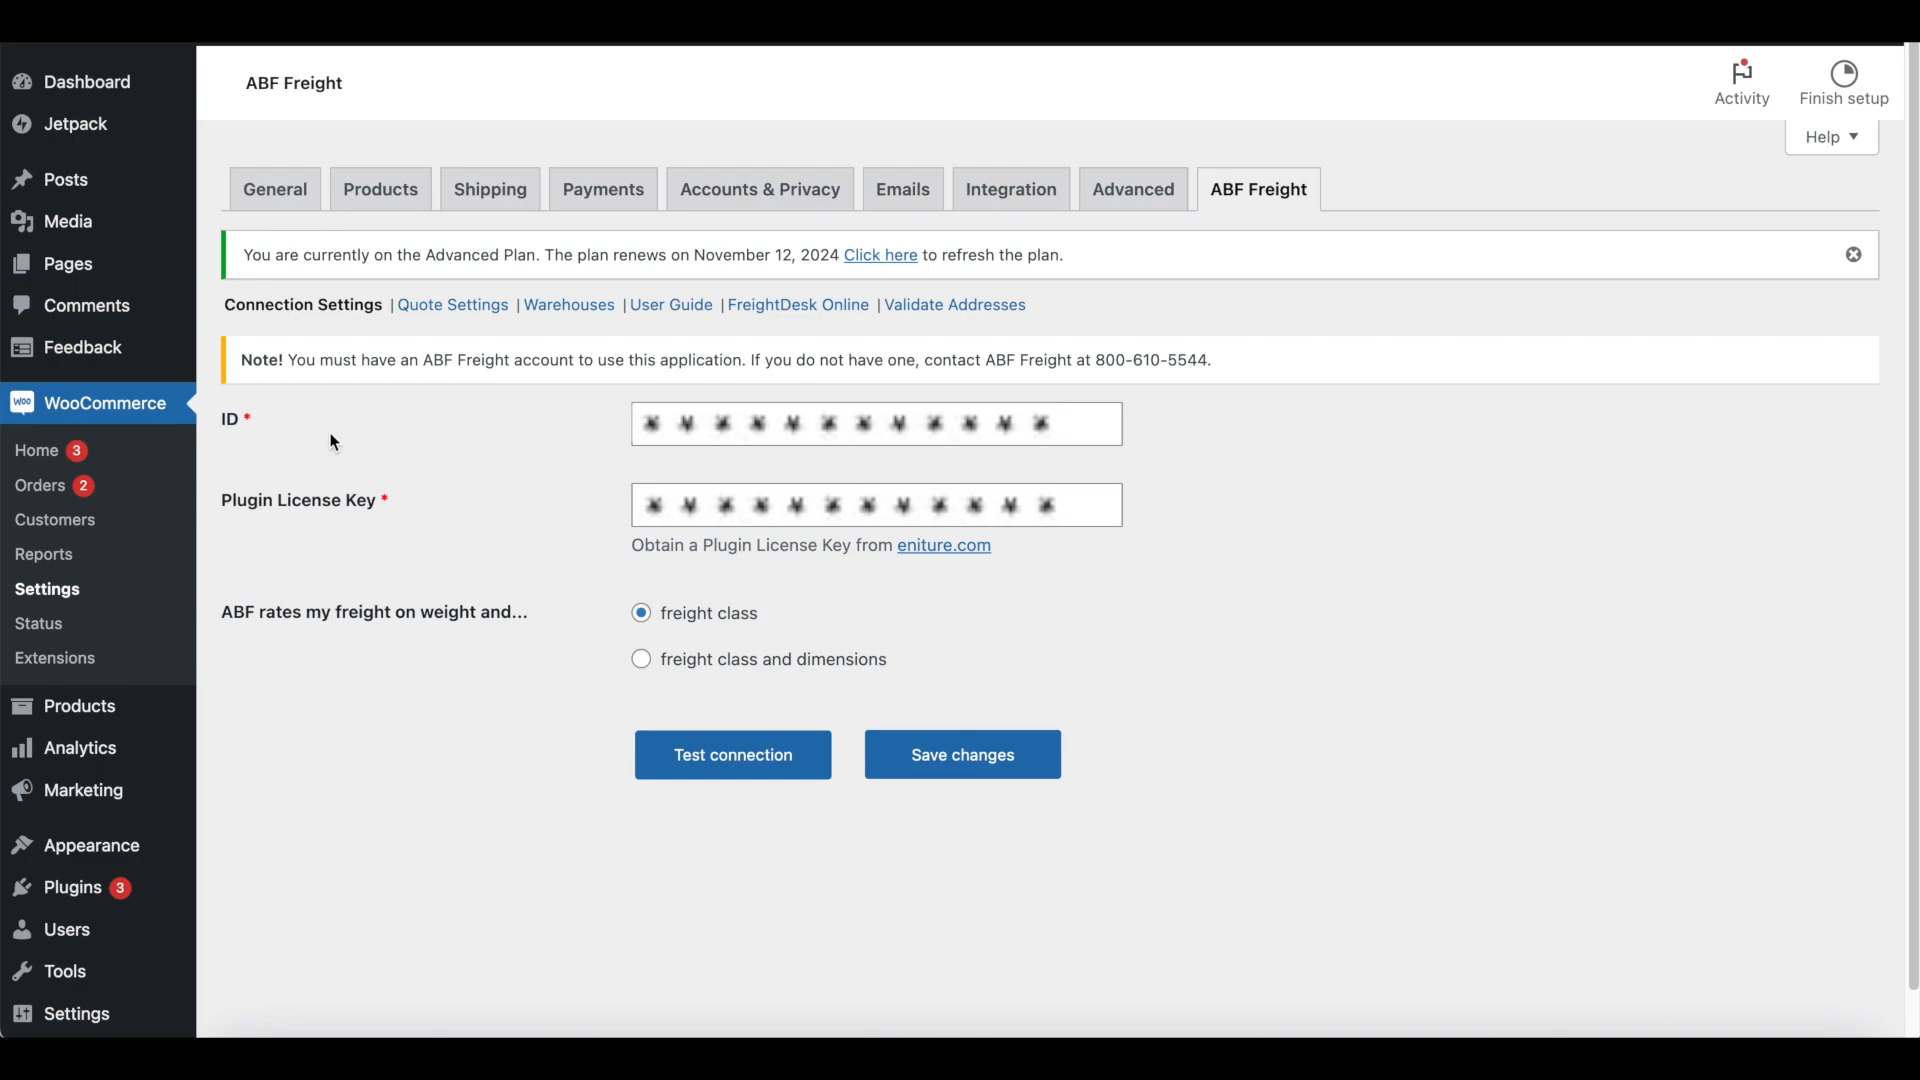 ABF Freight
Activity
Finish setup
Help
Dashboard
Jetpack
Posts
Media
Pages
Comments
Feedback
WOO WooCommerce
Home 3
Orders 2
Customers
Reports
Settings
Status
Extensions
Products
Analytics
Marketing
Appearance
Plugins 3
Users
Tools
Settings
General Products Shipping Payments Accounts & Privacy Emails Integration Advanced ABF Freight
You are currently on the Advanced Plan. The plan renews on November 12, 2024 Click here to refresh the plan.
Connection Settings | Quote Settings | Warehouses | User Guide | FreightDesk Online | Validate Addresses
Note! You must have an ABF Freight account to use this application. If you do not have one, contact ABF Freight at 800-610-5544.
ID *
Plugin License Key *
Obtain a Plugin License Key from eniture.com
ABF rates my freight on weight and...
freight class
freight class and dimensions
Test connection
Save changes